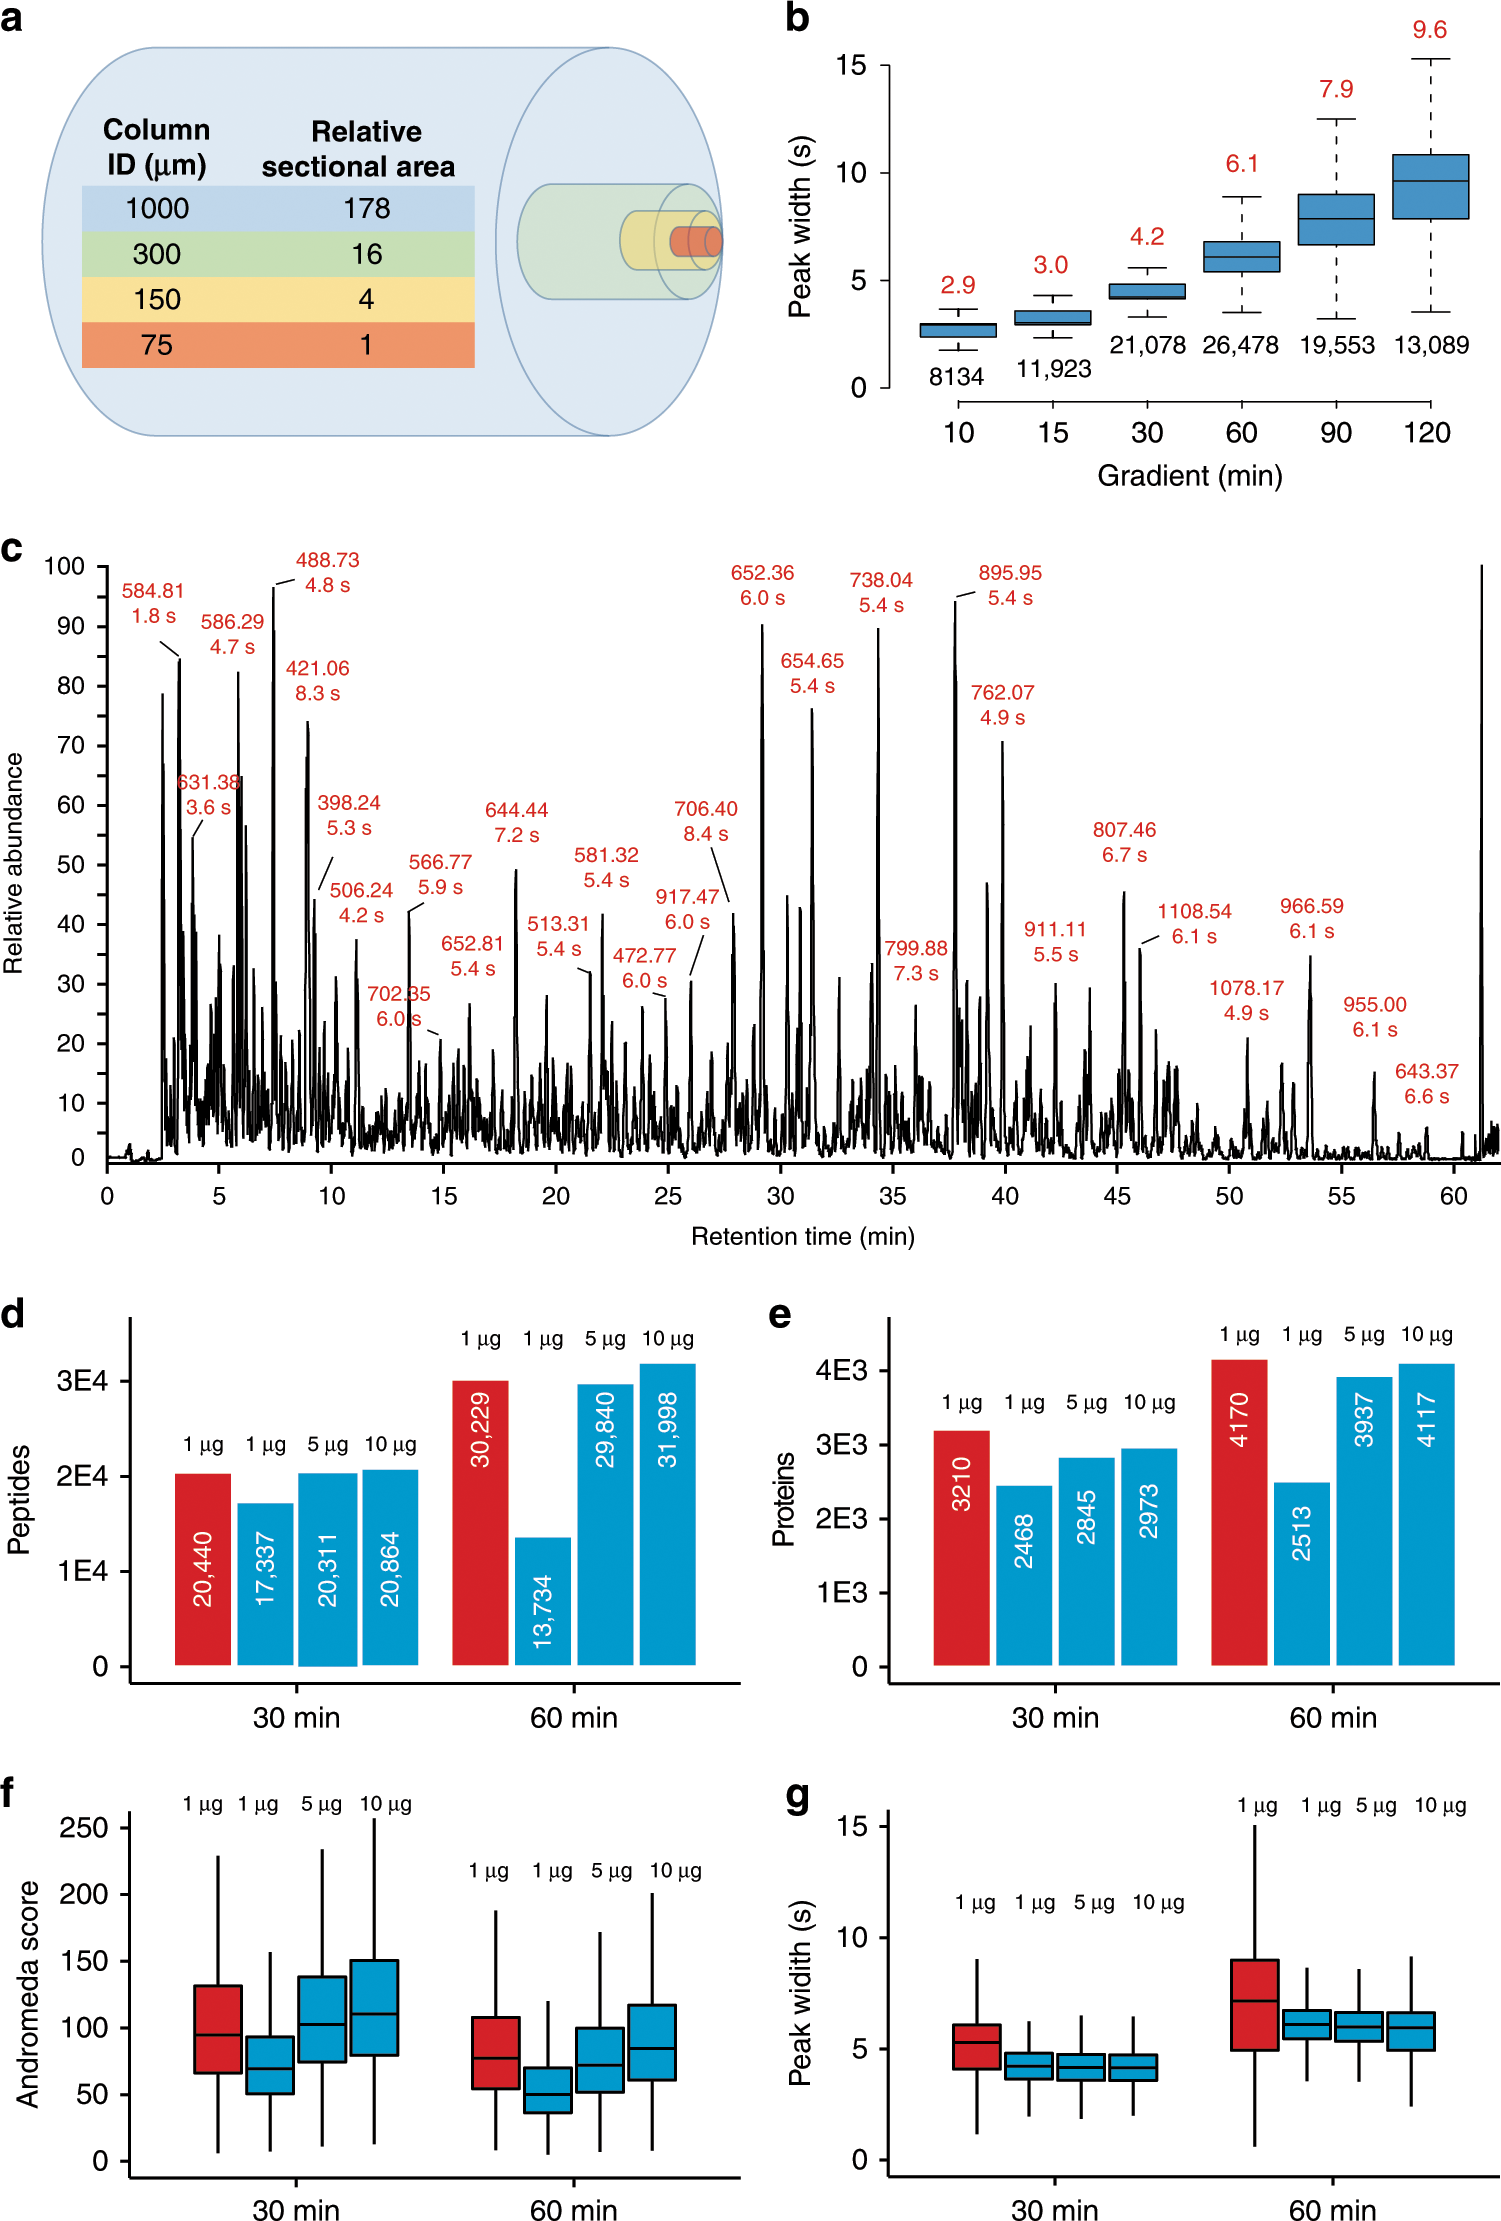 a
Column ID (µm) Relative sectional area
1000 178
300 16
150 4
75 1
b
Peak width (s)
15
10
5
0
2.9 3.0 4.2 6.1 7.9 9.6
8134 11,923 21,078 26,478 19,553 13,089
10 15 30 60 90 120
Gradient (min)
c
Relative abundance
100
90
80
70
60
50
40
30
20
10
0
584.81
1.8 s
631.38
3.6 s
586.29
4.7 s
488.73
4.8 s
421.06
8.3 s
398.24
5.3 s
506.24
4.2 s
566.77
5.9 s
702.35
6.0 s
652.81
5.4 s
644.44
7.2 s
513.31
5.4 s
581.32
5.4 s
472.77
6.0 s
917.47
6.0 s
706.40
8.4 s
652.36
6.0 s
654.65
5.4 s
738.04
5.4 s
799.88
7.3 s
895.95
5.4 s
762.07
4.9 s
911.11
5.5 s
807.46
6.7 s
1108.54
6.1 s
1078.17
4.9 s
966.59
6.1 s
955.00
6.1 s
643.37
6.6 s
0 5 10 15 20 25 30 35 40 45 50 55 60
Retention time (min)
d
Peptides
3E4
2E4
1E4
0
1 µg 1 µg 5 µg 10 µg
20,440 17,337 20,311 20,864
1 µg 1 µg 5 µg 10 µg
30,229 13,734 29,840 31,998
30 min 60 min
e
Proteins
4E3
3E3
2E3
1E3
0
1 µg 1 µg 5 µg 10 µg
3210 2468 2845 2973
1 µg 1 µg 5 µg 10 µg
4170 2513 3937 4117
30 min 60 min
f
Andromeda score
250
200
150
100
50
0
1 µg 1 µg 5 µg 10 µg
1 µg 1 µg 5 µg 10 µg
30 min 60 min
g
Peak widith (s)
15
10
5
0
1 µg 1 µg 5 µg 10 µg
1 µg 1 µg 5 µg 10 µg
30 min 60 min